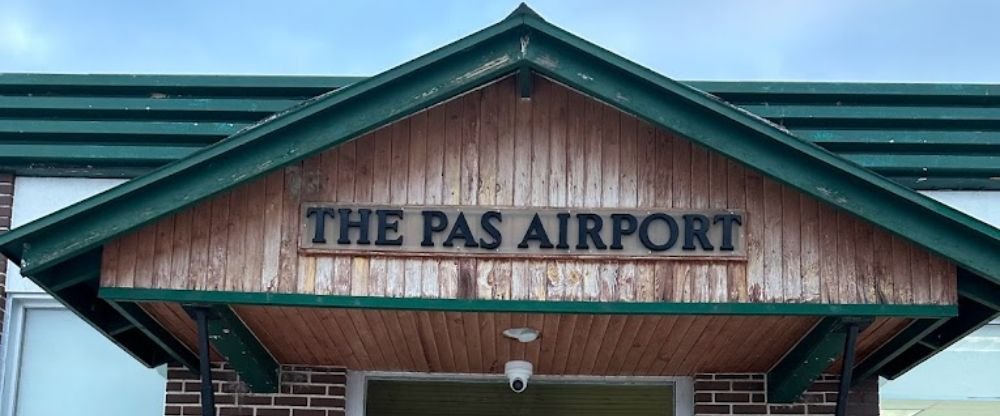 THE PAS AIRPORT